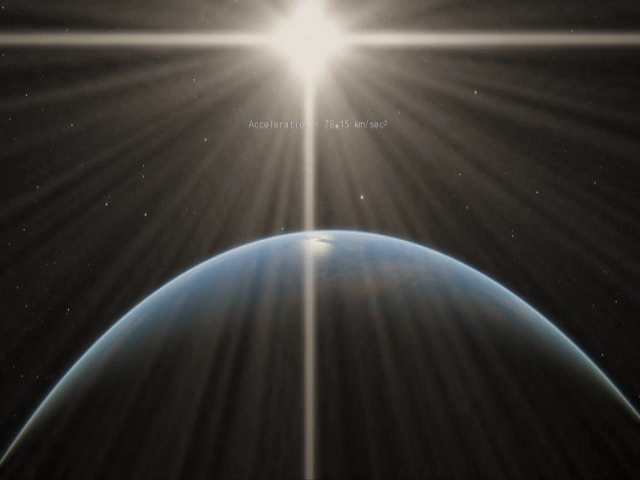 Acceleration = 78.15 km/sec²